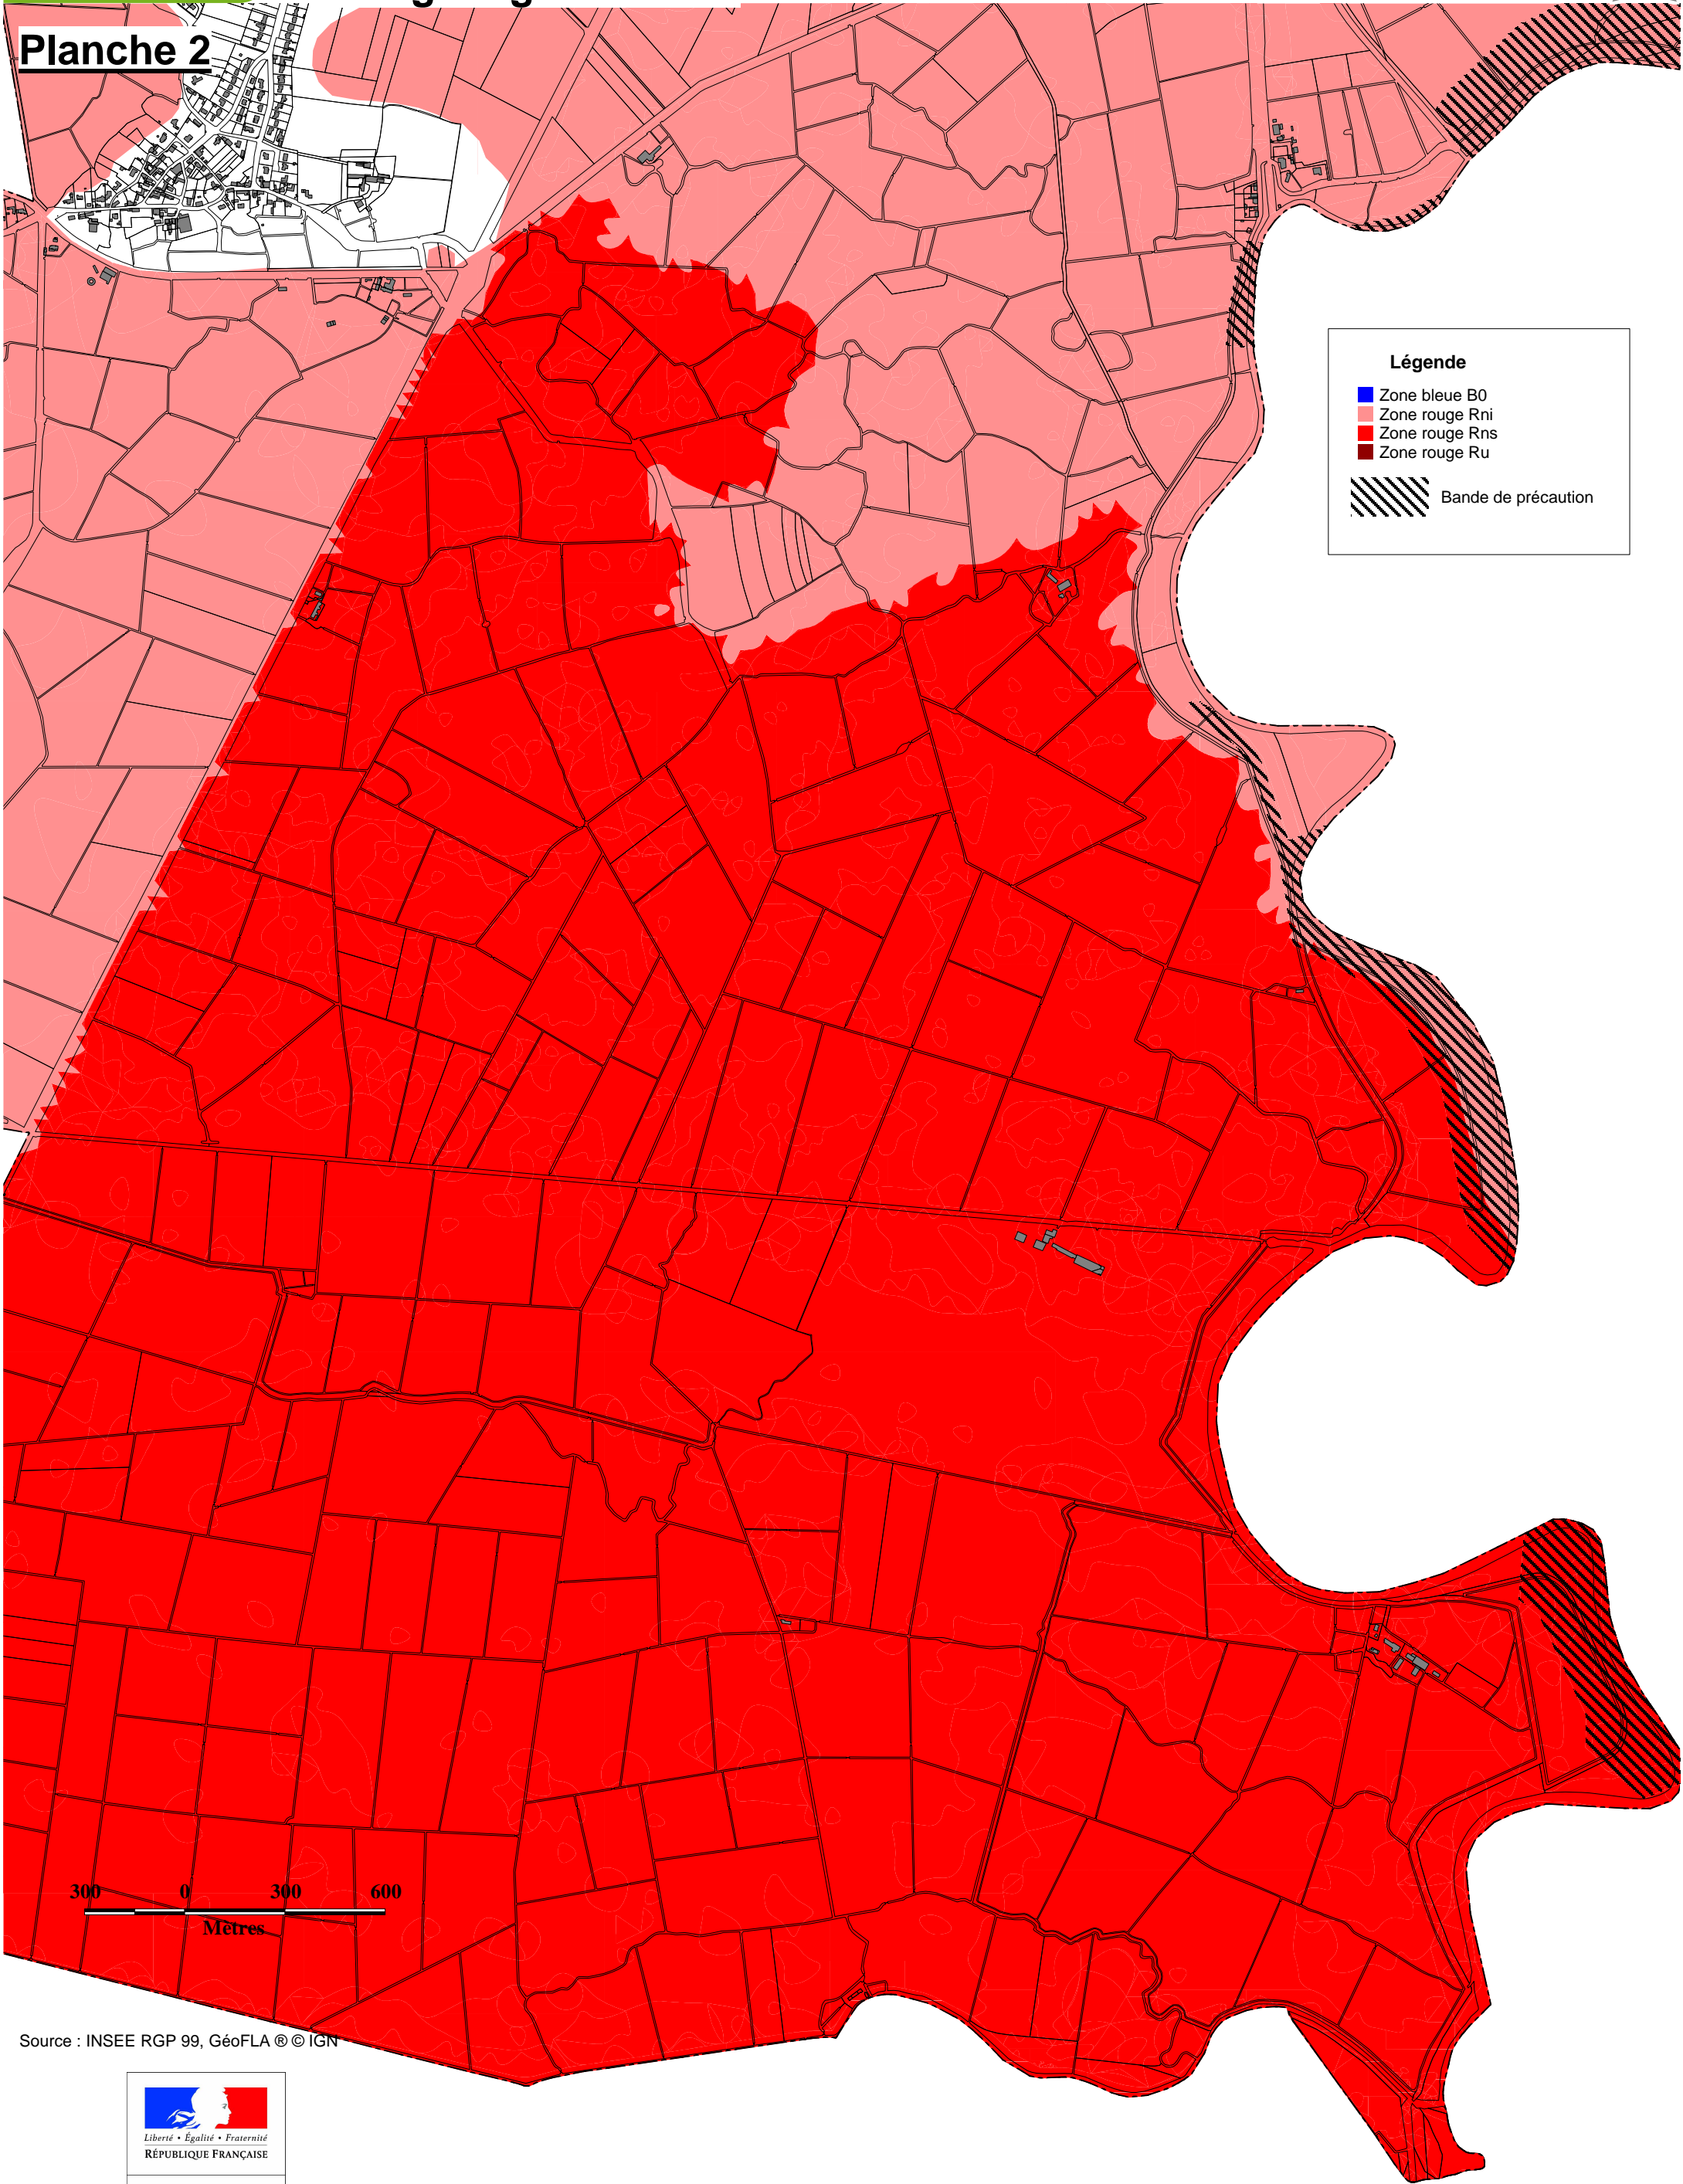 Planche 2
Légende
Zone bleue B0
Zone rouge Rni
Zone rouge Rns
Zone rouge Ru
Bande de précaution
300 0 300 600
Mètres
Source : INSEE RGP 99, GéoFLA ® © IGN
Liberté • Égalité • Fraternité
RÉPUBLIQUE FRANÇAISE